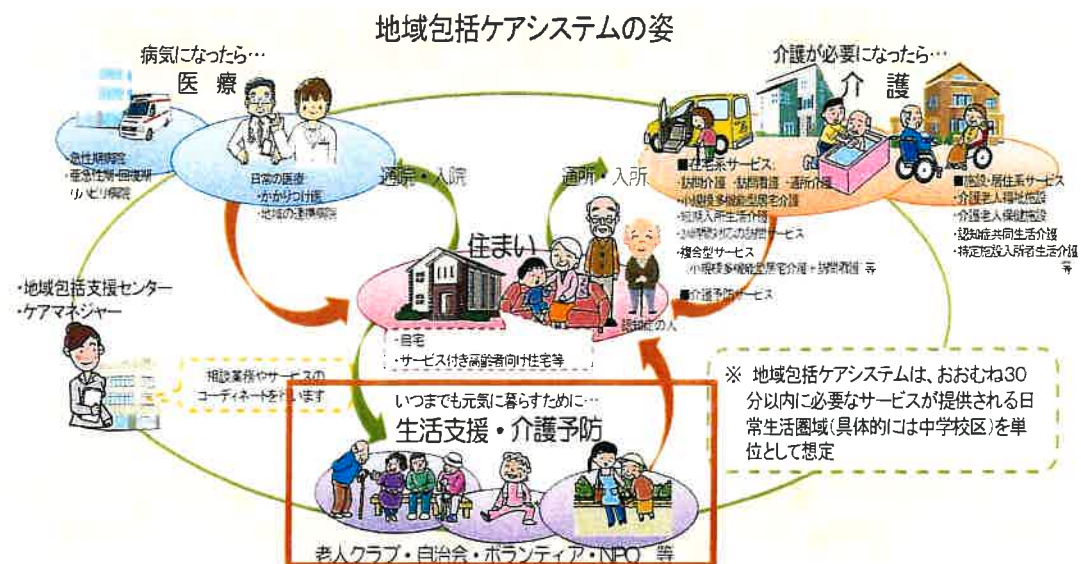 地域包括ケアシステムの姿
病気になったら…
医 療
・急性期病院
・亜急性期・回復期
リハビリ病院
日常の医療:
・かかりつけ医
・地域の連携病院
通院・入院
通所・入所
介護が必要になったら…
介 護
■在宅系サービス:
・訪問介護 ・訪問看護 ・通所介護
・小規模多機能型居宅介護
・短期入所生活介護
・24時間対応の訪問サービス
・複合型サービス
(小規模多機能型居宅介護+訪問看護) 等
■介護予防サービス
■施設・居住系サービス
・介護老人福祉施設
・介護老人保健施設
・認知症共同生活介護
・特定施設入所者生活介護
等
住まい
認知症の人
・自宅
・サービス付き高齢者向け住宅等
・地域包括支援センター
・ケアマネジャー
相談業務やサービスの
コーディネートを行います
いつまでも元気に暮らすために…
生活支援・介護予防
老人クラブ・自治会・ボランティア・NPO 等
※ 地域包括ケアシステムは、おおむね30
分以内に必要なサービスが提供される日
常生活圏域(具体的には中学校区)を単
位として想定